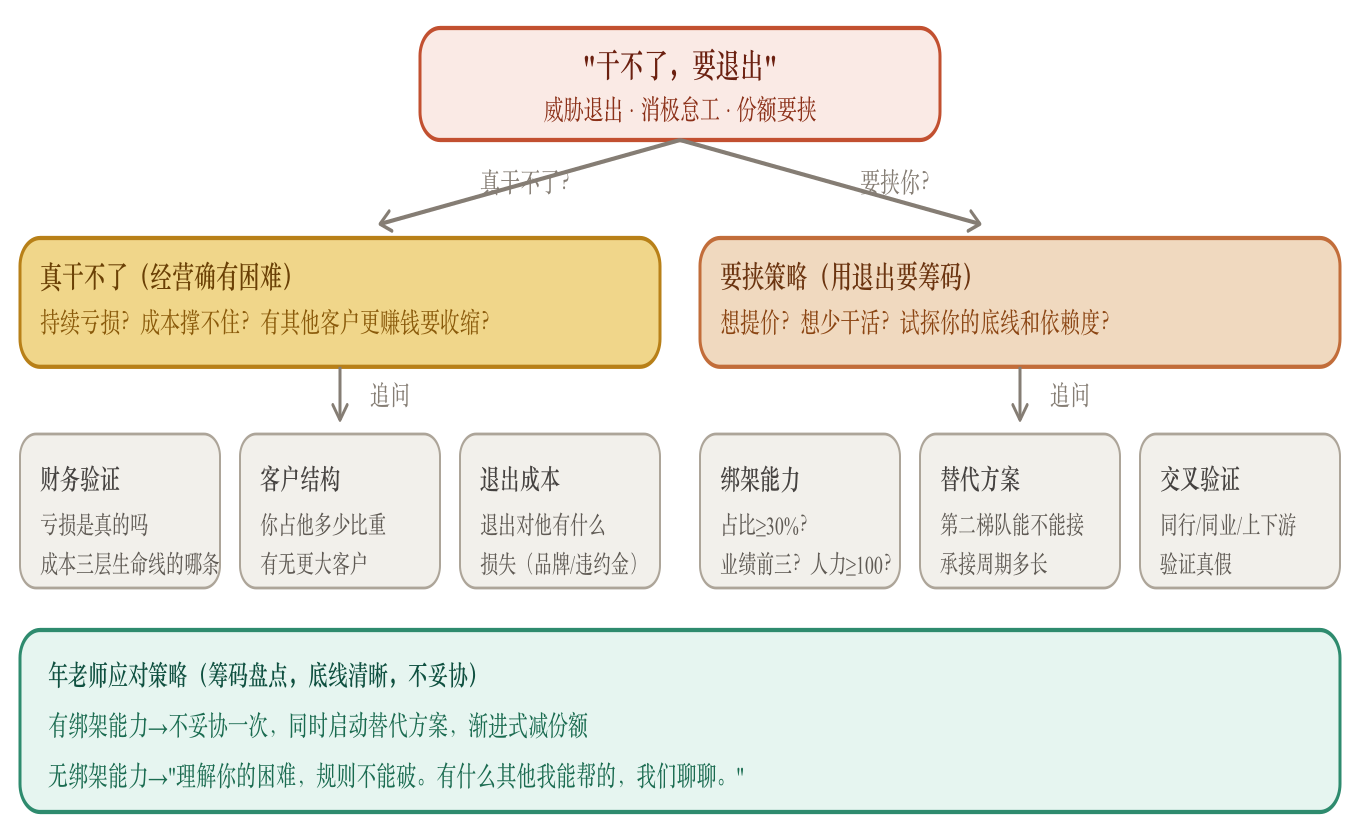 "干不了，要退出"
威胁退出 · 消极怠工 · 份额要挟
真干不了?
要挟你?
真干不了（经营确有困难）
持续亏损? 成本撑不住? 有其他客户更赚钱要收缩?
要挟策略（用退出要筹码）
想提价? 想少干活? 试探你的底线和依赖度?
追问
追问
财务验证
亏损是真的吗
成本三层生命线的哪条
客户结构
你占他多少比重
有无更大客户
退出成本
退出对他有什么
损失（品牌/违约金）
绑架能力
占比≥30%?
业绩前三? 人力≥100?
替代方案
第二梯队能不能接
承接周期多长
交叉验证
同行/同业/上下游
验证真假
年老师应对策略（筹码盘点，底线清晰，不妥协）
有绑架能力→不妥协一次，同时启动替代方案，渐进式减份额
无绑架能力→"理解你的困难，规则不能破。有什么其他我能帮的，我们聊聊。"